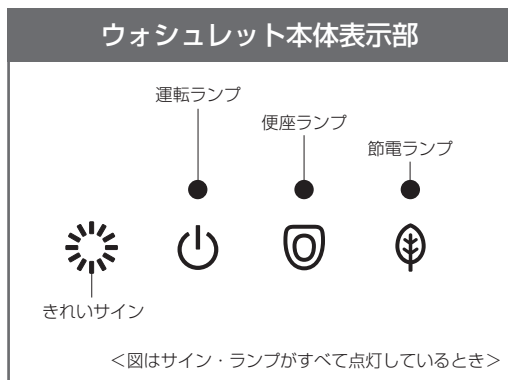 ウォシュレット本体表示部
運転ランプ
便座ランプ
節電ランプ
きれいサイン
＜図はサイン・ランプがすべて点灯しているとき＞